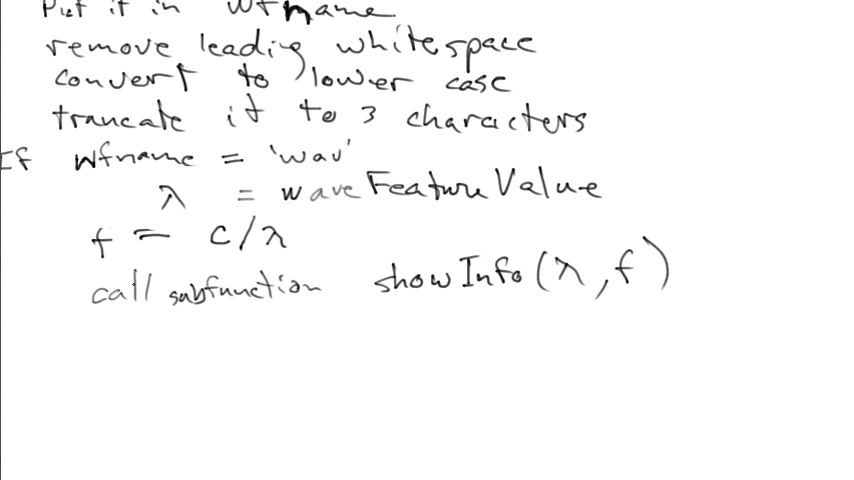 Put it in wfname
remove leading whitespace
convert to lower case
truncate it to 3 characters
If wfname = 'wav'
λ = waveFeatureValue
f = c/λ
call subfunction showInfo(λ,f)